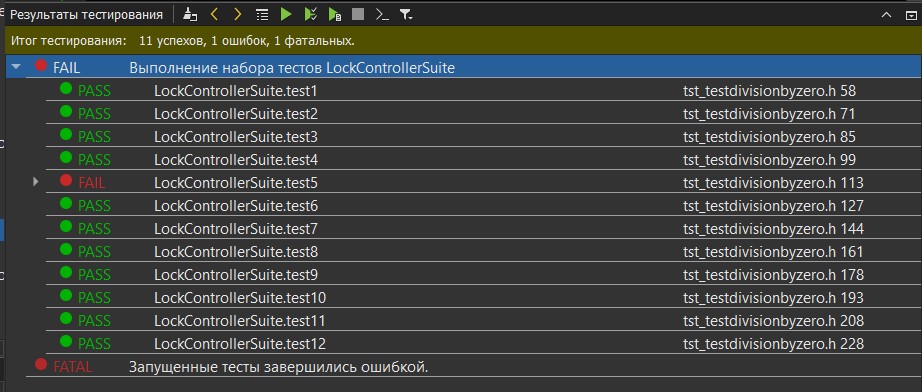 Результаты тестирования
Итог тестирования: 11 успехов, 1 ошибок, 1 фатальных.
FAIL Выполнение набора тестов LockControllerSuite
PASS LockControllerSuite.test1 tst_testdivisionbyzero.h 58
PASS LockControllerSuite.test2 tst_testdivisionbyzero.h 71
PASS LockControllerSuite.test3 tst_testdivisionbyzero.h 85
PASS LockControllerSuite.test4 tst_testdivisionbyzero.h 99
FAIL LockControllerSuite.test5 tst_testdivisionbyzero.h 113
PASS LockControllerSuite.test6 tst_testdivisionbyzero.h 127
PASS LockControllerSuite.test7 tst_testdivisionbyzero.h 144
PASS LockControllerSuite.test8 tst_testdivisionbyzero.h 161
PASS LockControllerSuite.test9 tst_testdivisionbyzero.h 178
PASS LockControllerSuite.test10 tst_testdivisionbyzero.h 193
PASS LockControllerSuite.test11 tst_testdivisionbyzero.h 208
PASS LockControllerSuite.test12 tst_testdivisionbyzero.h 228
FATAL Запущенные тесты завершились ошибкой.